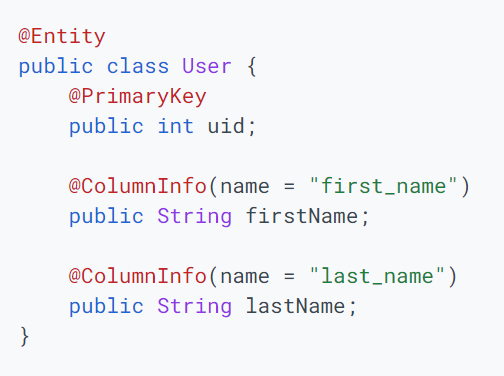 @Entity
public class User {
    @PrimaryKey
    public int uid;

    @ColumnInfo(name = "first_name")
    public String firstName;

    @ColumnInfo(name = "last_name")
    public String lastName;
}